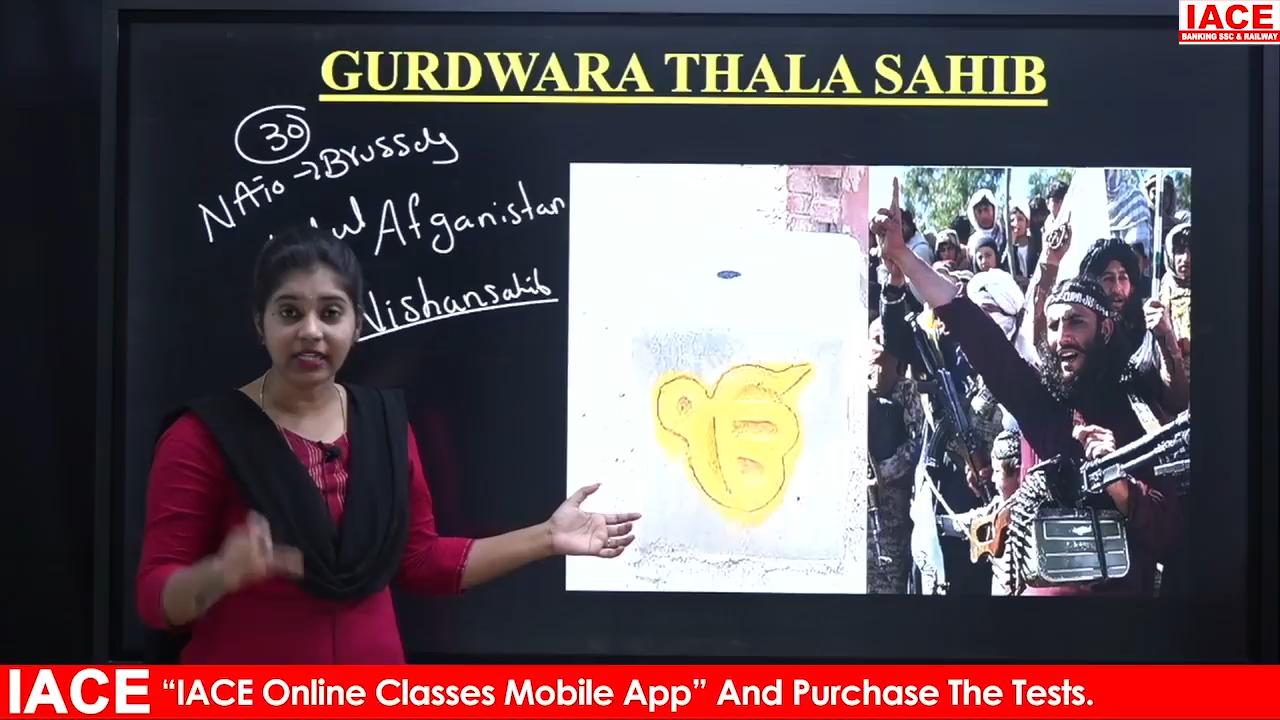 IACE
BANKING SSC & RAILWAY
GURDWARA THALA SAHIB
30
NATO → Brussels
Afganistan
Nishansahib
IACE "IACE Online Classes Mobile App" And Purchase The Tests.